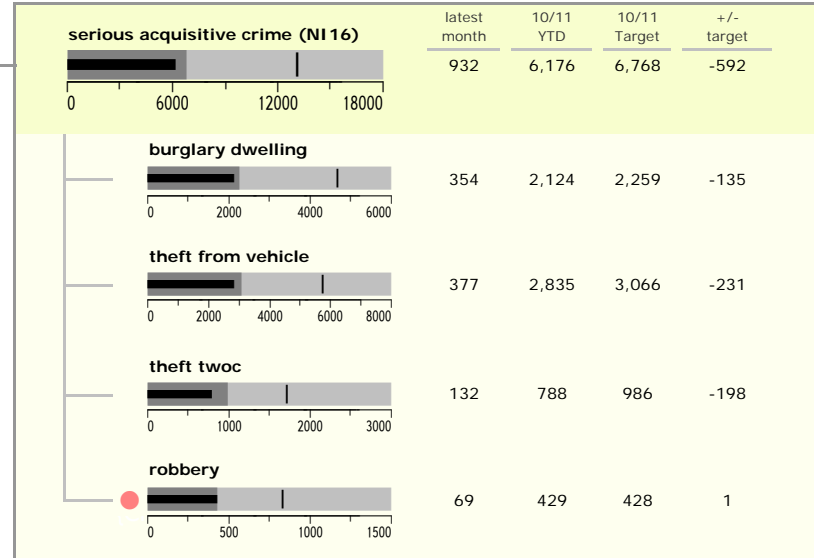 latest 10/11 10/11 +/-
month YTD Target target
serious acquisitive crime (NI16)
932 6,176 6,768 -592
0 6000 12000 18000
burglary dwelling
354 2,124 2,259 -135
0 2000 4000 6000
theft from vehicle
377 2,835 3,066 -231
0 2000 4000 6000 8000
theft twoc
132 788 986 -198
0 1000 2000 3000
robbery
69 429 428 1
0 500 1000 1500